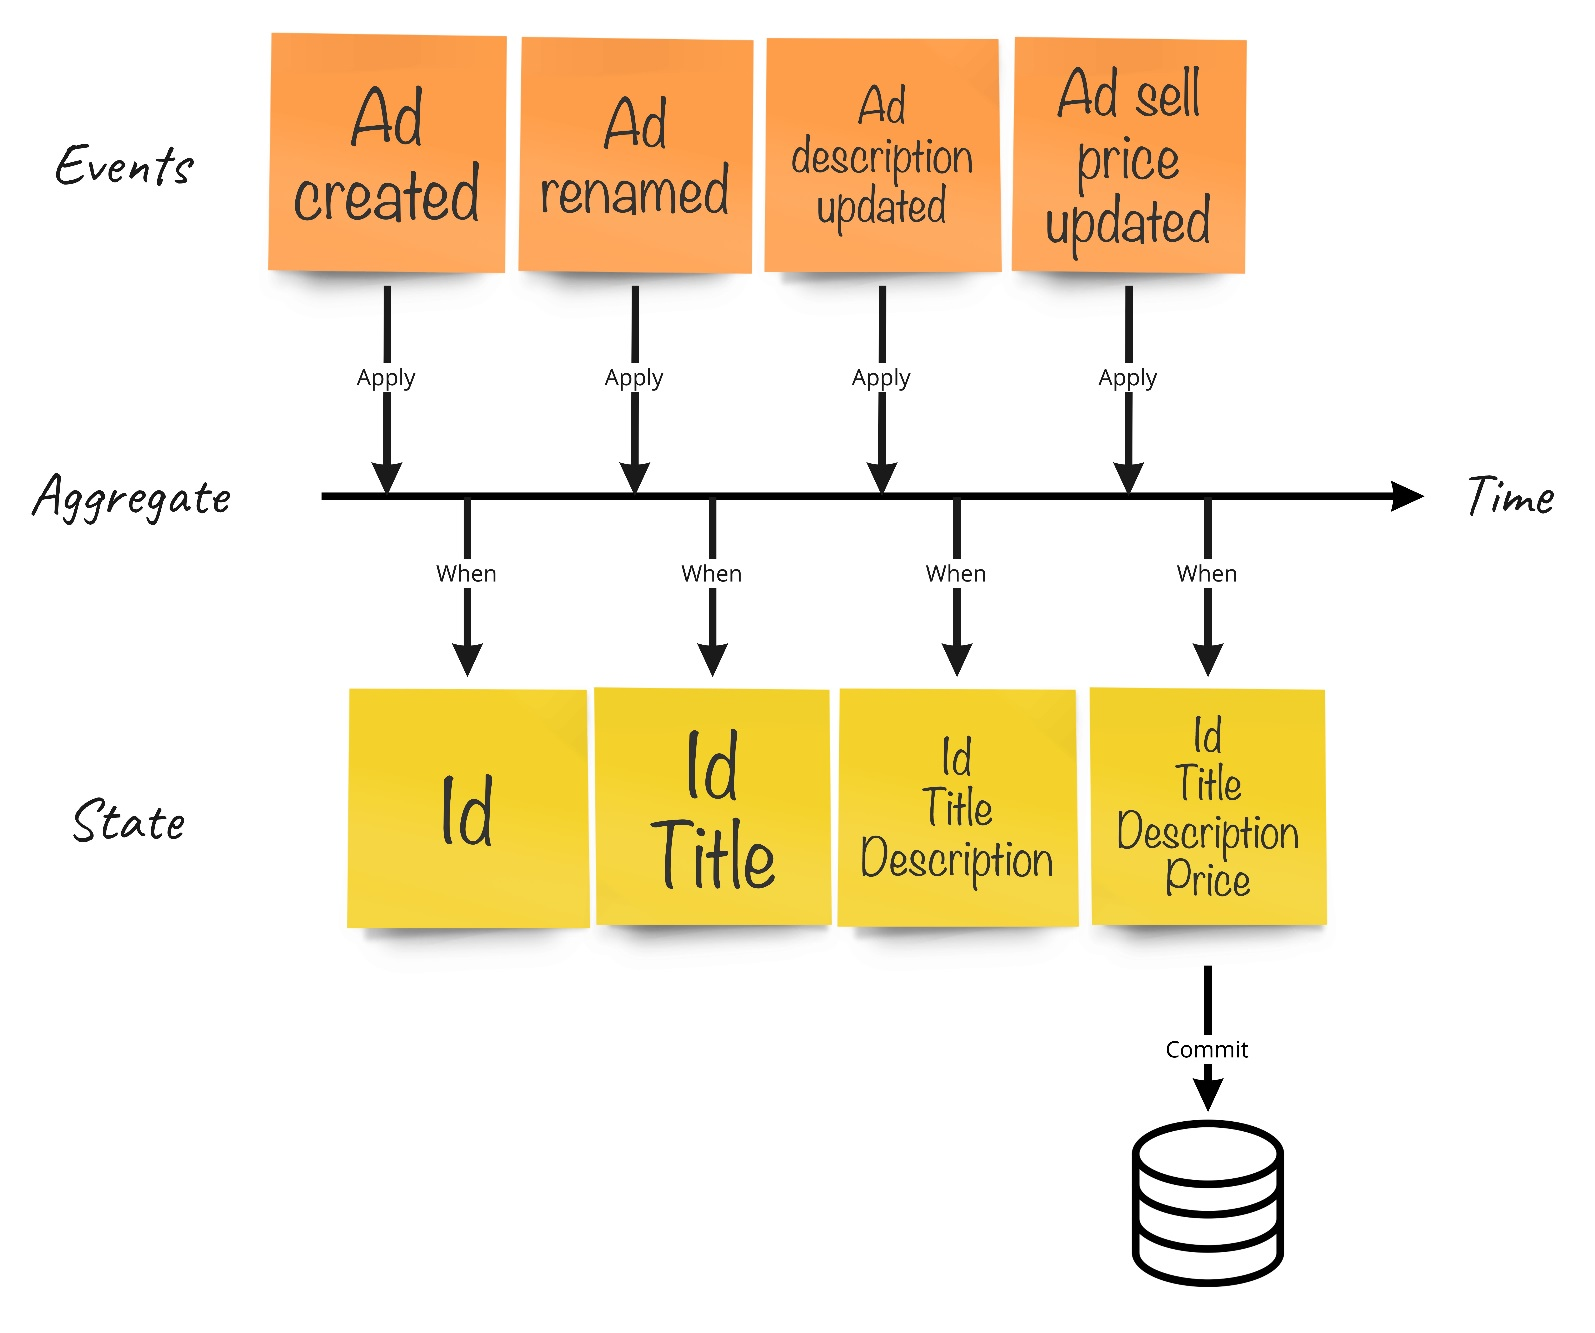 Events
Ad
created
Ad
renamed
Ad
description
updated
Ad sell
price
updated
Apply
Apply
Apply
Apply
Aggregate
Time
When
When
When
When
State
Id
Id
Title
Id
Title
Description
Id
Title
Description
Price
Commit